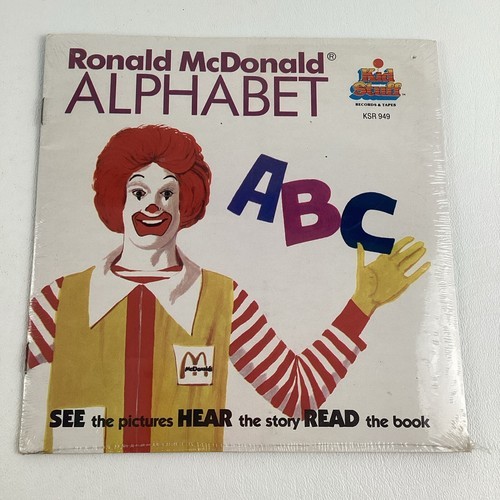 Ronald McDonald®
ALPHABET
Kid
Stuff™
RECORDS & TAPES
KSR 949
ABC
McDonald's
SEE the pictures HEAR the story READ the book